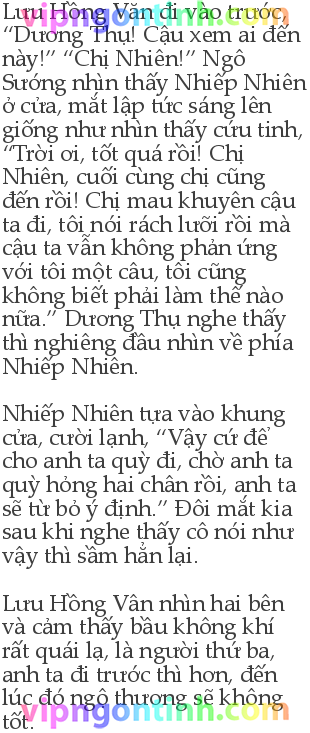 Lưu Hồng Văn đi vào trước,
“Dương Thụ! Cậu xem ai đến
này!” “Chị Nhiên!” Ngô
Sướng nhìn thấy Nhiếp Nhiên
ở cửa, mắt lập tức sáng lên
giống như nhìn thấy cứu tinh,
“Trời ơi, tốt quá rồi! Chị
Nhiên, cuối cùng chị cũng
đến rồi! Chị mau khuyên cậu
ta đi, tôi nói rách lưỡi rồi mà
cậu ta vẫn không phản ứng
với tôi một câu, tôi cũng
không biết phải làm thế nào
nữa.” Dương Thụ nghe thấy
thì nghiêng đầu nhìn về phía
Nhiếp Nhiên.
Nhiếp Nhiên tựa vào khung
cửa, cười lạnh, “Vậy cứ để
cho anh ta quỳ đi, chờ anh ta
quỳ hỏng hai chân rồi, anh ta
sẽ từ bỏ ý định.” Đôi mắt kia
sau khi nghe thấy cô nói như
vậy thì sầm hẳn lại.
Lưu Hồng Vân nhìn hai bên
và cảm thấy bầu không khí
rất quái lạ, là người thứ ba,
anh ta đi trước thì hơn, đến
lúc đó ngộ thương sẽ không
tốt.
vipngontinh.com
vipngontinh.com